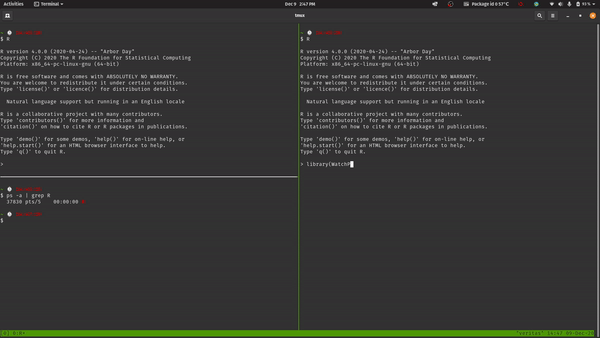 Activities Terminal Dec 9 2:47 PM Package id 0 57°C 93%
tmux
$ R
R version 4.0.0 (2020-04-24) -- "Arbor Day"
Copyright (C) 2020 The R Foundation for Statistical Computing
Platform: x86_64-pc-linux-gnu (64-bit)
R is free software and comes with ABSOLUTELY NO WARRANTY.
You are welcome to redistribute it under certain conditions.
Type 'license()' or 'licence()' for distribution details.
Natural language support but running in an English locale
R is a collaborative project with many contributors.
Type 'contributors()' for more information and
'citation()' on how to cite R or R packages in publications.
Type 'demo()' for some demos, 'help()' for on-line help, or
'help.start()' for an HTML browser interface to help.
Type 'q()' to quit R.
>
$ ps -a | grep R
37830 pts/5 00:00:00
$
$ R
R version 4.0.0 (2020-04-24) -- "Arbor Day"
Copyright (C) 2020 The R Foundation for Statistical Computing
Platform: x86_64-pc-linux-gnu (64-bit)
R is free software and comes with ABSOLUTELY NO WARRANTY.
You are welcome to redistribute it under certain conditions.
Type 'license()' or 'licence()' for distribution details.
Natural language support but running in an English locale
R is a collaborative project with many contributors.
Type 'contributors()' for more information and
'citation()' on how to cite R or R packages in publications.
Type 'demo()' for some demos, 'help()' for on-line help, or
'help.start()' for an HTML browser interface to help.
Type 'q()' to quit R.
> library(WatchP
"veritas" 14:47 09-Dec-20